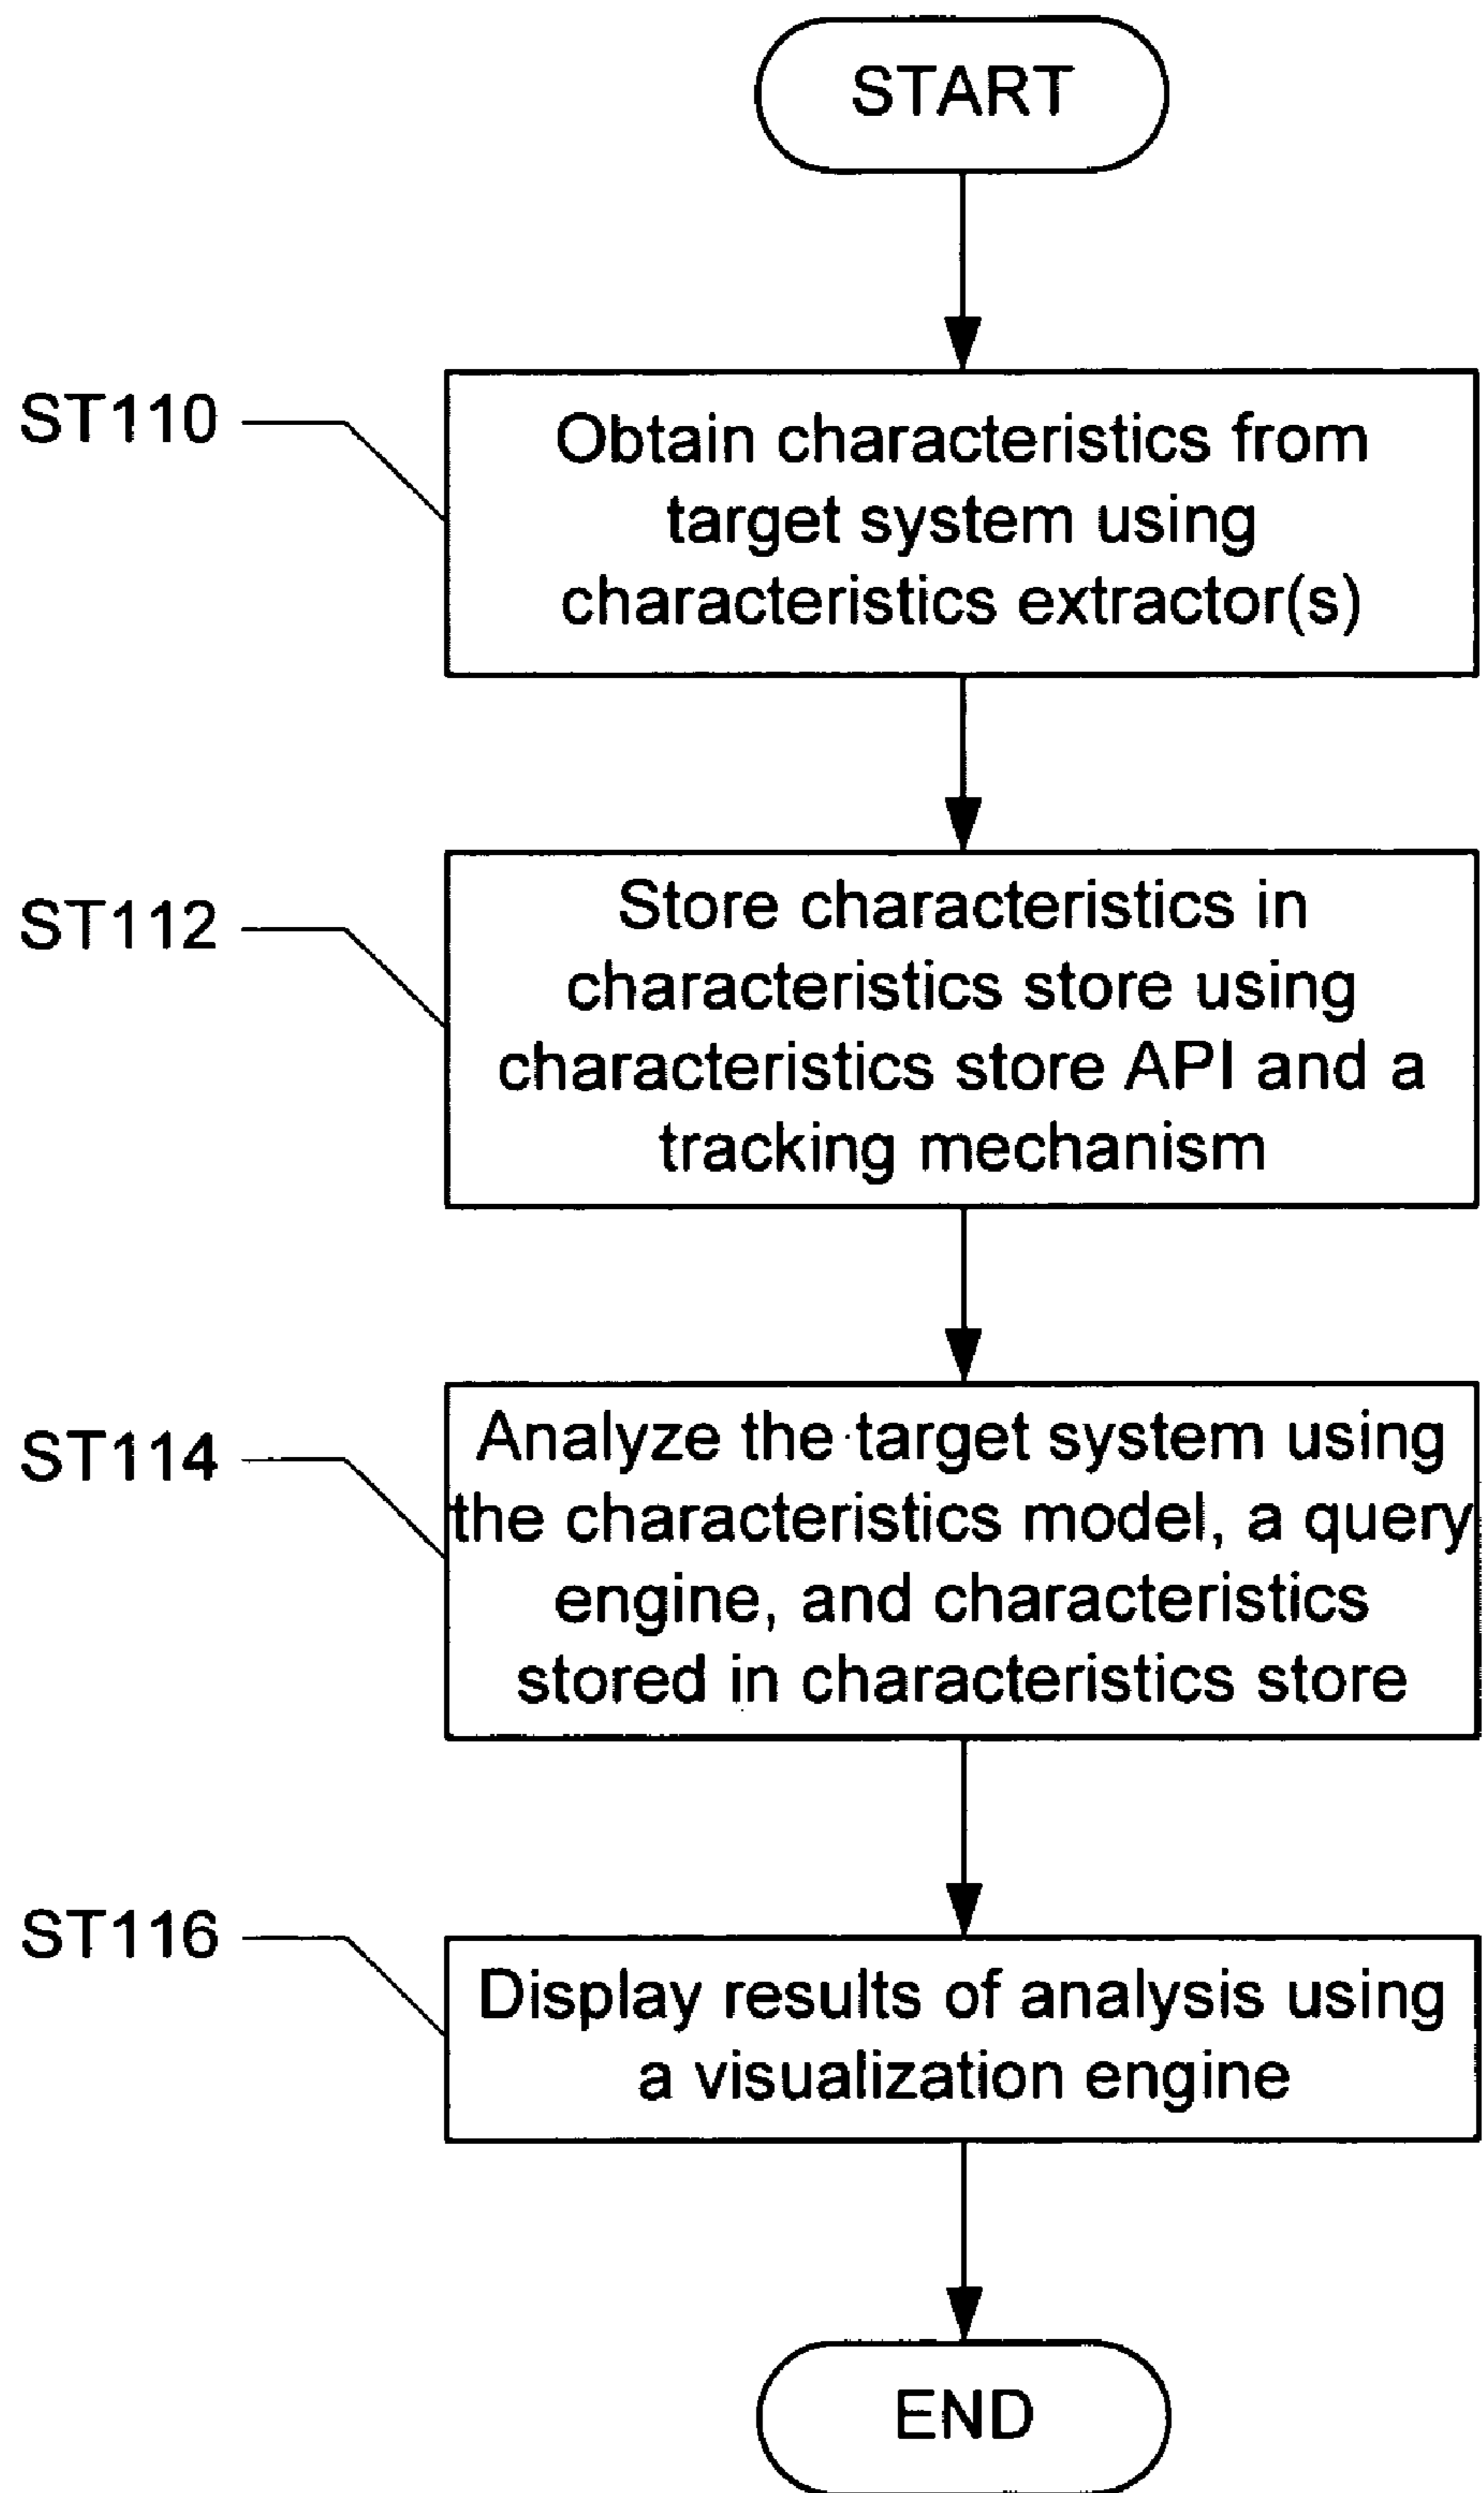 START
ST110
Obtain characteristics from
target system using
characteristics extractor(s)
ST112
Store characteristics in
characteristics store using
characteristics store API and a
tracking mechanism
ST114
Analyze the target system using
the characteristics model, a query
engine, and characteristics
stored in characteristics store
ST116
Display results of analysis using
a visualization engine
END